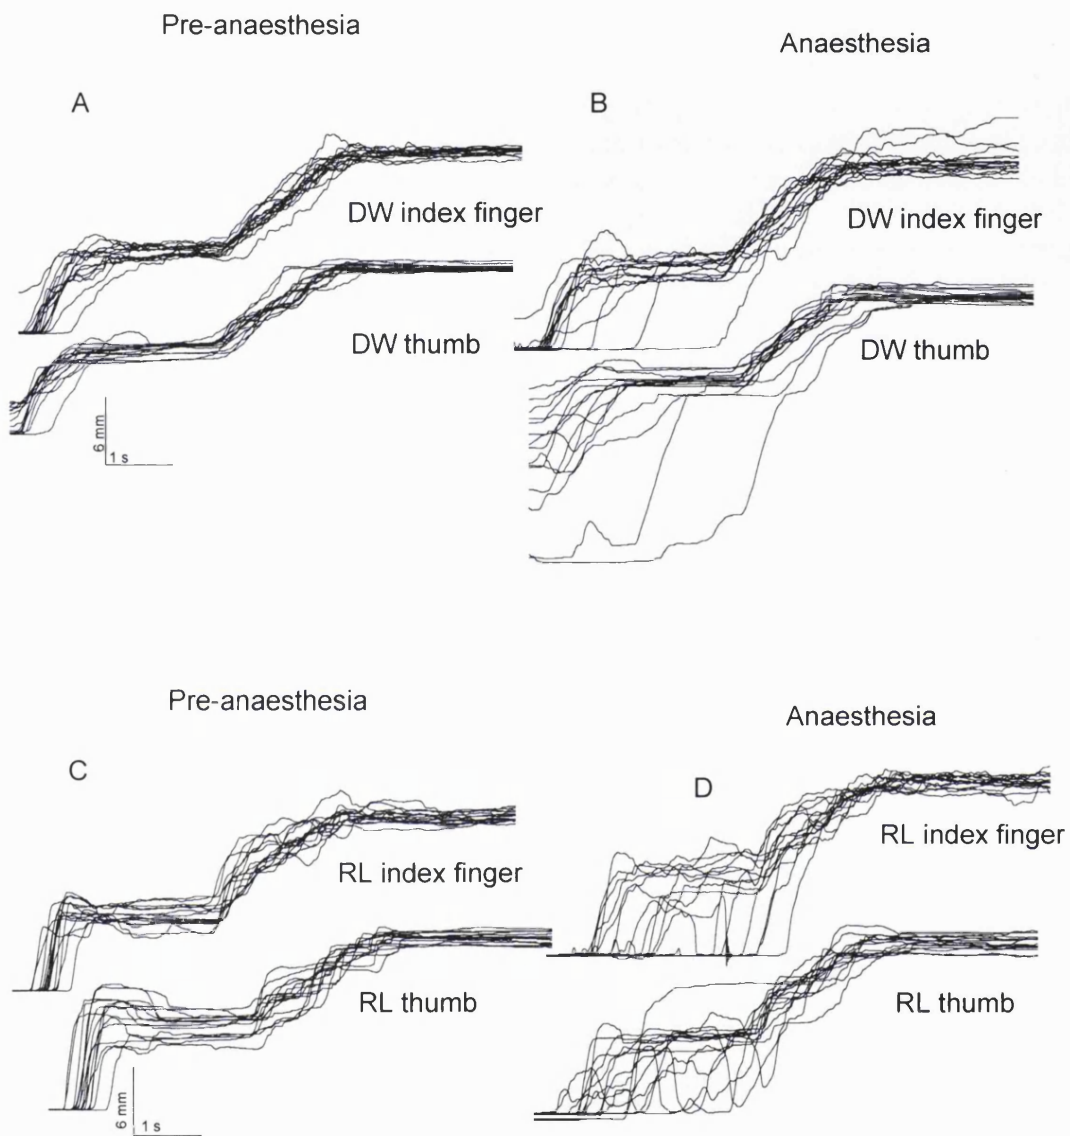 Pre-anaesthesia
Anaesthesia
A
B
DW index finger
DW index finger
DW thumb
DW thumb
6 mm
1 s
Pre-anaesthesia
Anaesthesia
C
D
RL index finger
RL index finger
RL thumb
RL thumb
6 mm
1 s